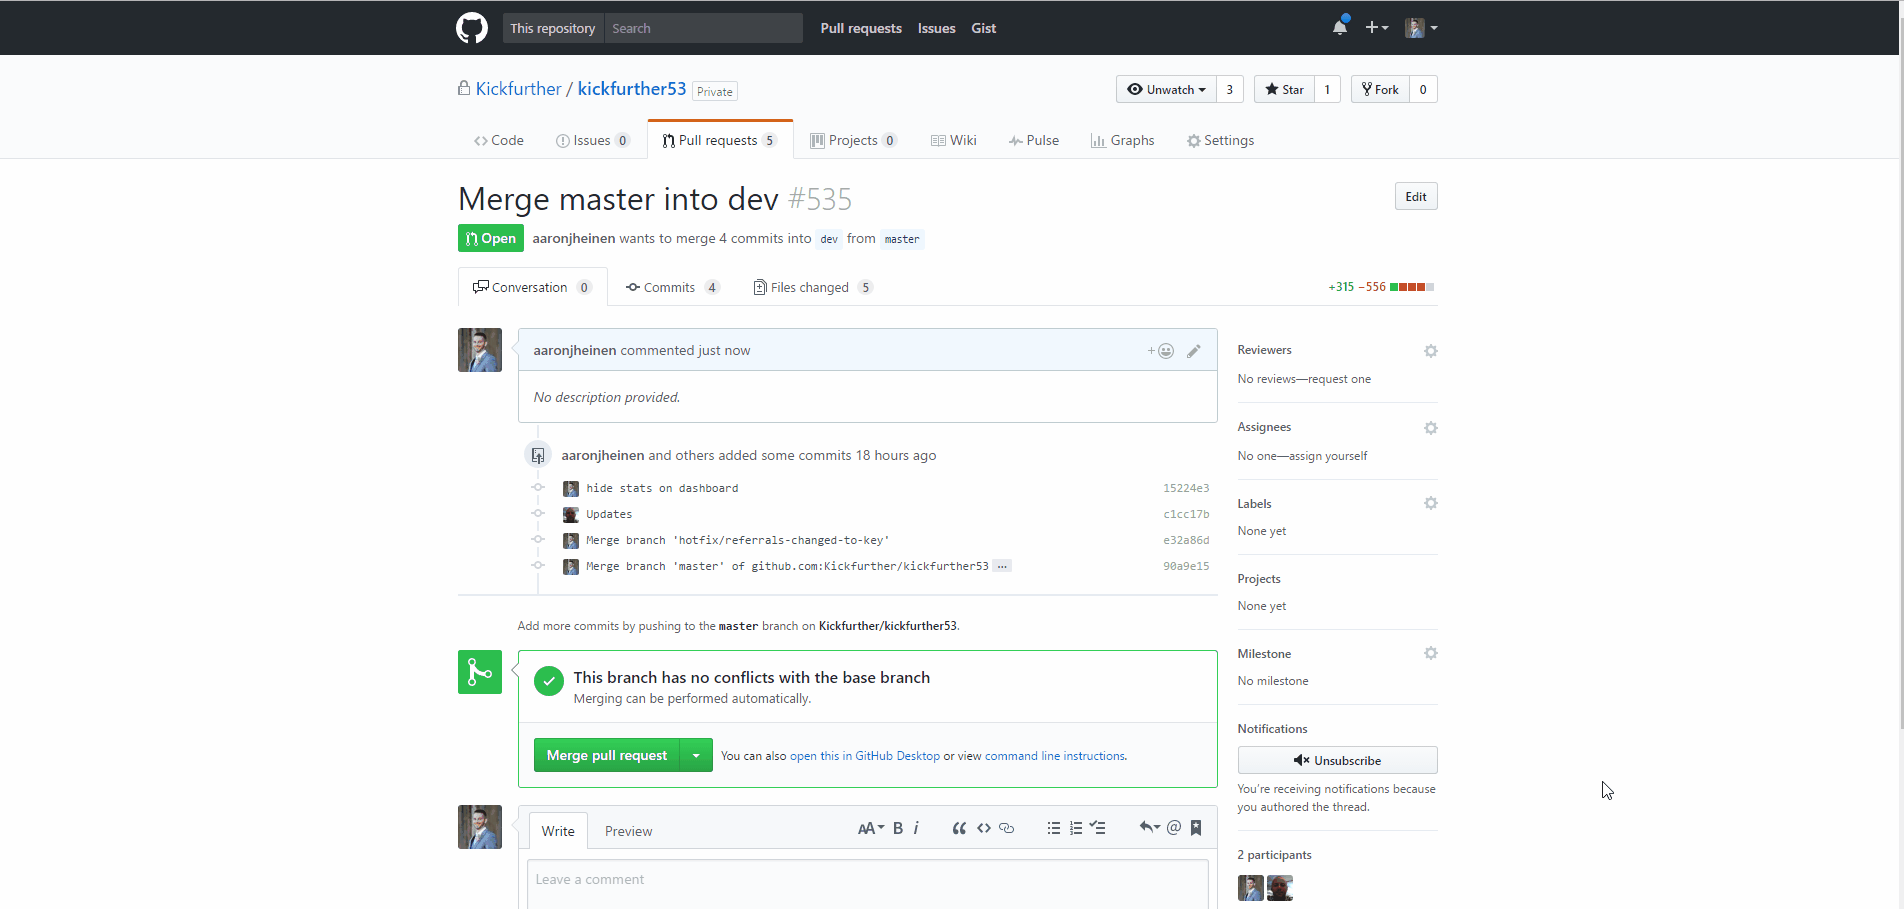 This repository Search Pull requests Issues Gist
Kickfurther / kickfurther53 Private
Unwatch 3 Star 1 Fork 0
Code Issues 0 Pull requests 5 Projects 0 Wiki Pulse Graphs Settings
Merge master into dev #535
Edit
Open aaronjheinen wants to merge 4 commits into dev from master
Conversation 0 Commits 4 Files changed 5 +315 −556
aaronjheinen commented just now
No description provided.
aaronjheinen and others added some commits 18 hours ago
hide stats on dashboard 15224e3
Updates c1cc17b
Merge branch 'hotfix/referrals-changed-to-key' e32a86d
Merge branch 'master' of github.com:Kickfurther/kickfurther53 … 90a9e15
Add more commits by pushing to the master branch on Kickfurther/kickfurther53.
This branch has no conflicts with the base branch
Merging can be performed automatically.
Merge pull request You can also open this in GitHub Desktop or view command line instructions.
Write Preview AA B i @
Leave a comment
Reviewers
No reviews—request one
Assignees
No one—assign yourself
Labels
None yet
Projects
None yet
Milestone
No milestone
Notifications
Unsubscribe
You're receiving notifications because
you authored the thread.
2 participants